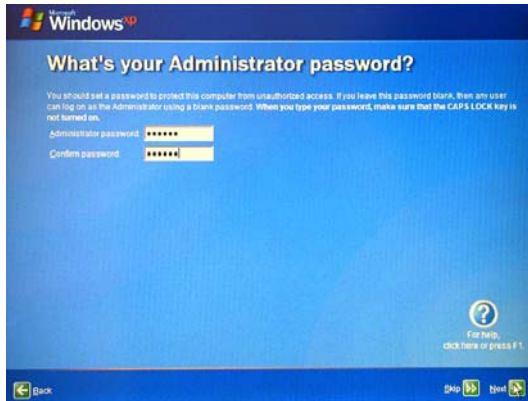 Microsoft
Windows xp
What's your Administrator password?
You should set a password to protect this computer from unauthorized access. If you leave this password blank, then any user
can log on as the Administrator using a blank password. When you type your password, make sure that the CAPS LOCK key is
not turned on.
Administrator password: ••••••
Confirm password: ••••••
?
For help,
click here or press F1.
Back
Skip
Next